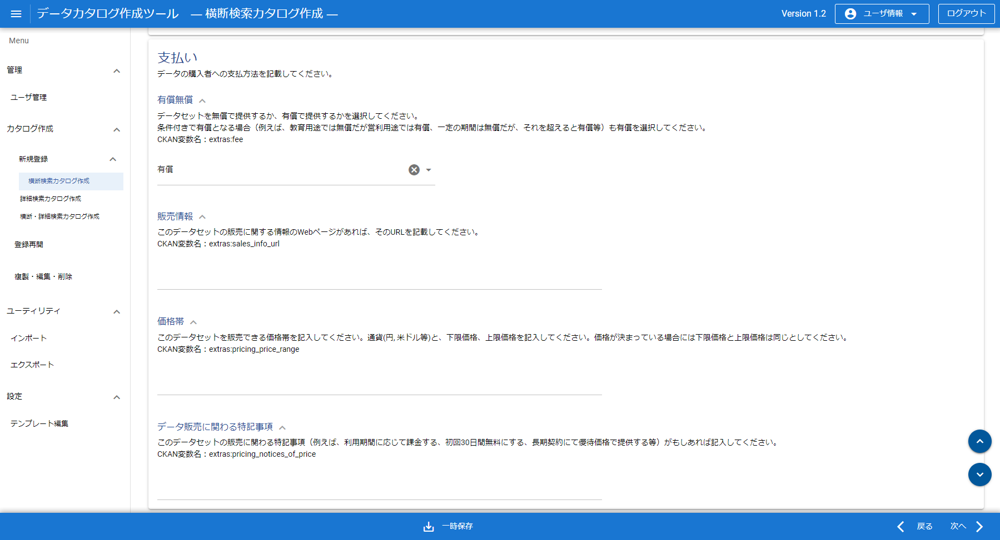 データカタログ作成ツール ― 横断検索カタログ作成 ―
Version 1.2
ユーザ情報
ログアウト
Menu
管理
ユーザ管理
カタログ作成
新規登録
横断検索カタログ作成
詳細検索カタログ作成
横断・詳細検索カタログ作成
登録再開
複製・編集・削除
ユーティリティ
インポート
エクスポート
設定
テンプレート編集
支払い
データの購入者への支払方法を記載してください。
有償無償
データセットを無償で提供するか、有償で提供するかを選択してください。
条件付きで有償となる場合（例えば、教育用途では無償だが営利用途では有償、一定の期間は無償だが、それを超えると有償等）も有償を選択してください。
CKAN変数名：extras:fee
有償
販売情報
このデータセットの販売に関する情報のWebページがあれば、そのURLを記載してください。
CKAN変数名：extras:sales_info_url
価格帯
このデータセットを販売できる価格帯を記入してください。通貨(円, 米ドル等)と、下限価格、上限価格を記入してください。価格が決まっている場合には下限価格と上限価格は同じとしてください。
CKAN変数名：extras:pricing_price_range
データ販売に関わる特記事項
このデータセットの販売に関わる特記事項（例えば、利用期間に応じて課金する、初回30日間無料にする、長期契約にて優待価格で提供する等）がもしあれば記入してください。
CKAN変数名：extras:pricing_notices_of_price
一時保存
戻る
次へ